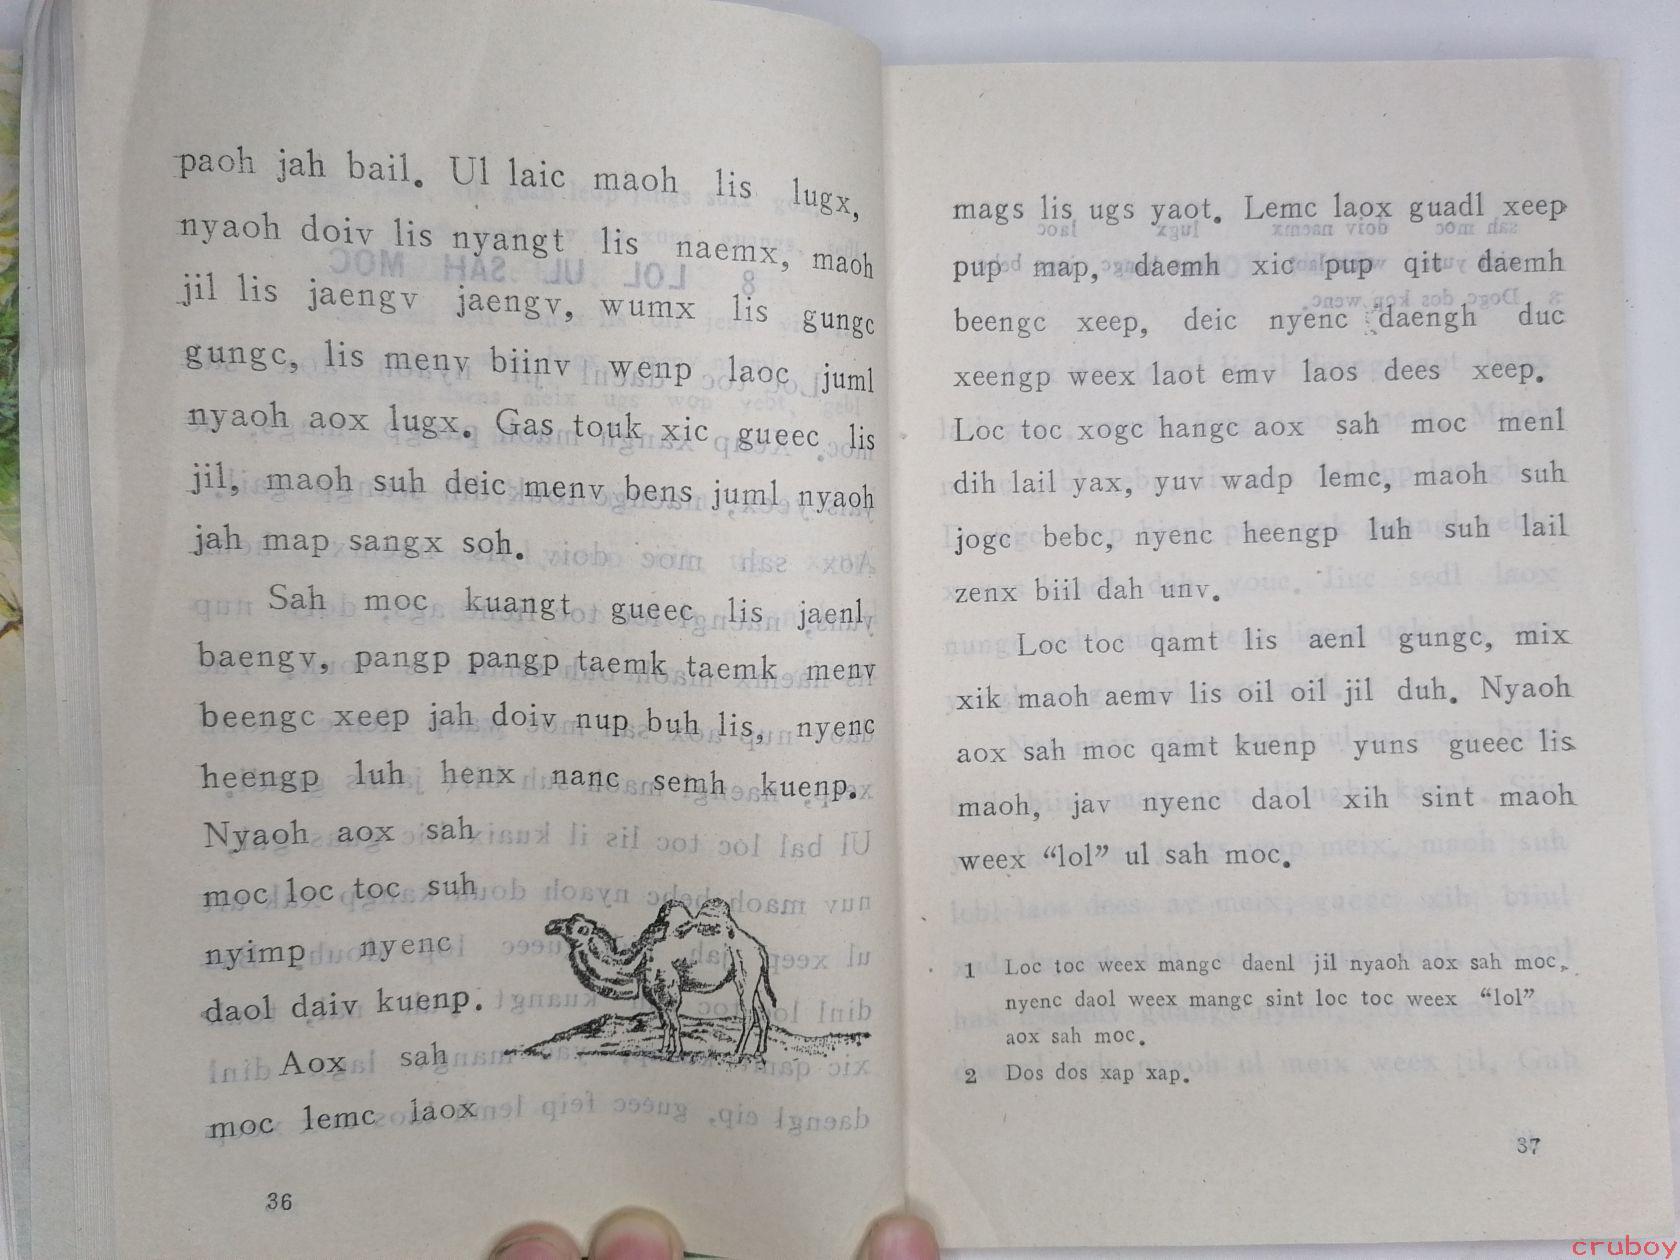 paoh jah bail. Ul laic maoh lis lugx,
nyaoh doiv lis nyangt lis naemx, maoh
jil lis jaengv jaengv, wumx lis gungc
gungc, lis menv biinv wenp laoc juml
nyaoh aox lugx. Gas touk xic gueec lis
jil, maoh suh deic menv bens juml nyaoh
jah map sangx soh.
Sah moc kuangt gueec lis jaenl
baengv, pangp pangp taemk taemk menv
beengc xeep jah doiv nup buh lis, nyenc
heengp luh henx nanc semh kuenp.
Nyaoh aox sah
moc loc toc suh
nyimp nyenc
daol daiv kuenp.
Aox sah
moc lemc laox
36
mags lis ugs yaot. Lemc laox guadl xeep
pup map, daemh xic pup qit daemh
beengc xeep, deic nyenc daengh duc
xeengp weex laot emv laos dees xeep.
Loc toc xogc hangc aox sah moc menl
dih lail yax, yuv wadp lemc, maoh suh
jogc bebc, nyenc heengp luh suh lail
zenx biil dah unv.
Loc toc qamt lis aenl gungc, mix
xik maoh aemv lis oil oil jil duh. Nyaoh
aox sah moc qamt kuenp yuns gueec lis
maoh, jav nyenc daol xih sint maoh
weex “lol” ul sah moc.
1 Loc toc weex mangc daenl jil nyaoh aox sah moc,
nyenc daol weex mangc sint loc toc weex “lol”
aox sah moc.
2 Dos dos xap xap.
37
cruboy